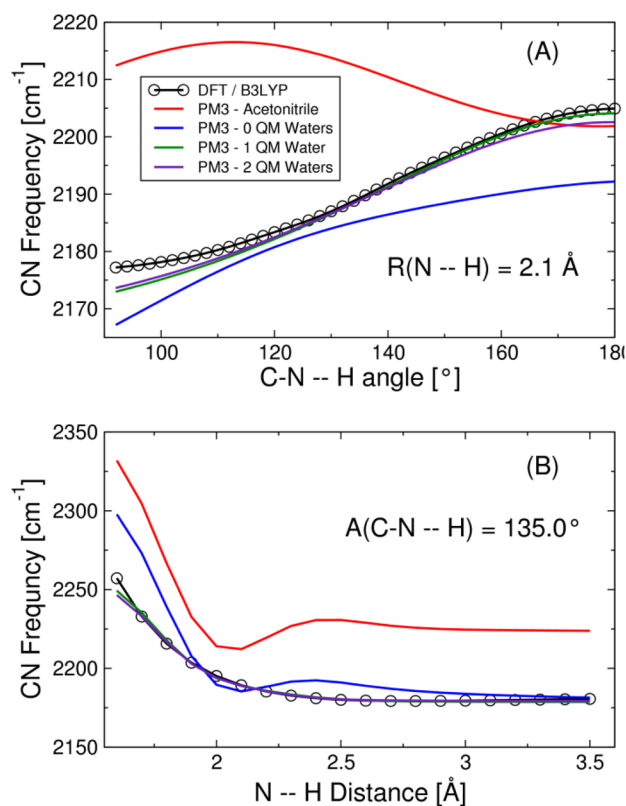 2220
2215
2210
2200
2190
2180
2170
CN Frequency [cm-1]
(A)
DFT / B3LYP
PM3 - Acetonitrile
PM3 - 0 QM Waters
PM3 - 1 QM Water
PM3 - 2 QM Waters
R(N -- H) = 2.1 Å
100 120 140 160 180
C-N -- H angle [°]
2350
2300
2250
2200
2150
CN Frequncy [cm-1]
(B)
A(C-N -- H) = 135.0°
2 2.5 3 3.5
N -- H Distance [Å]